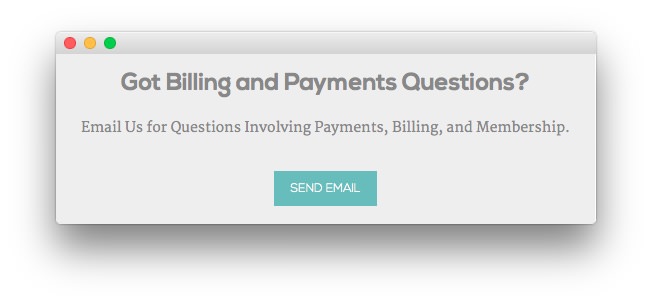 Got Billing and Payments Questions?
Email Us for Questions Involving Payments, Billing, and Membership.
SEND EMAIL